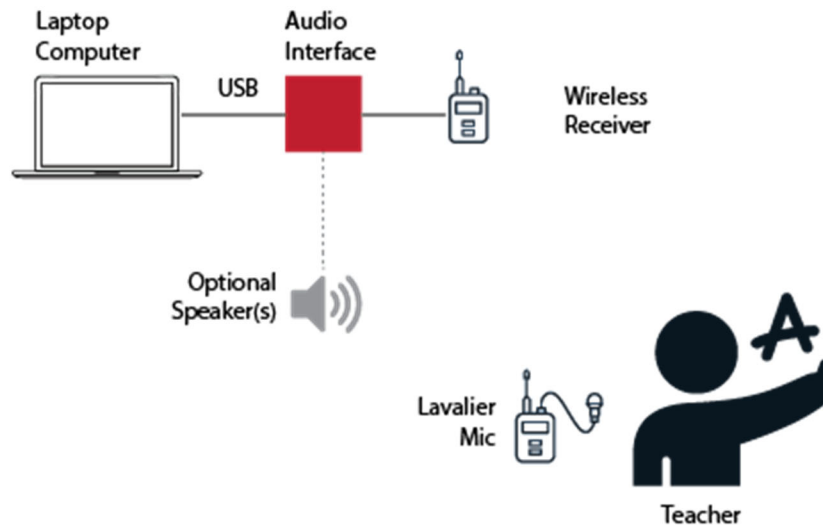 Laptop
Computer
Audio
Interface
USB
Wireless
Receiver
Optional
Speaker(s)
Lavalier
Mic
A
Teacher